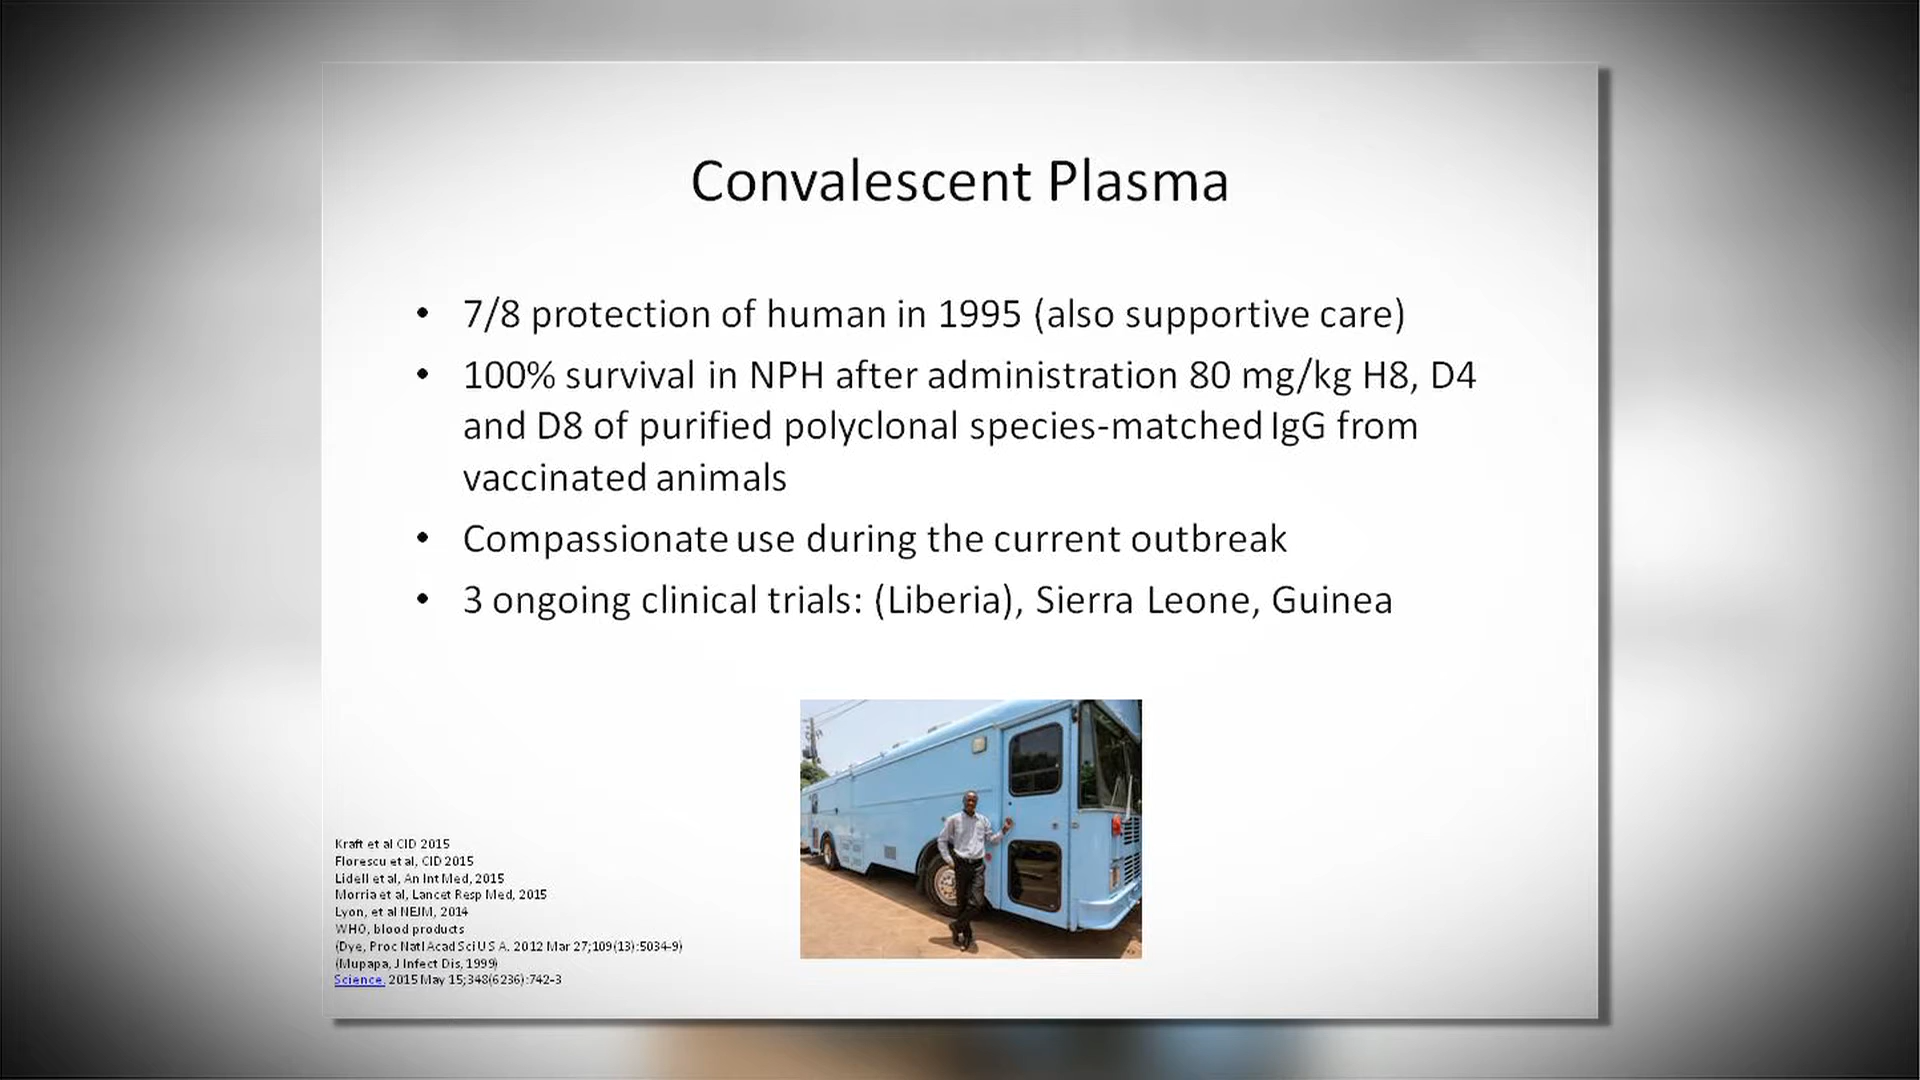 Convalescent Plasma
• 7/8 protection of human in 1995 (also supportive care)
• 100% survival in NPH after administration 80 mg/kg H8, D4
and D8 of purified polyclonal species-matched IgG from
vaccinated animals
• Compassionate use during the current outbreak
• 3 ongoing clinical trials: (Liberia), Sierra Leone, Guinea
Kraft et al CID 2015
Florescu et al, CID 2015
Lidell et al, An Int Med, 2015
Morria et al, Lancet Resp Med, 2015
Lyon, et al NEJM, 2014
WHO, blood products
(Dye, Proc Natl Acad Sci U S A. 2012 Mar 27;109(13):5034-9)
(Mupapa, J Infect Dis, 1999)
Science. 2015 May 15;348(6236):742-3